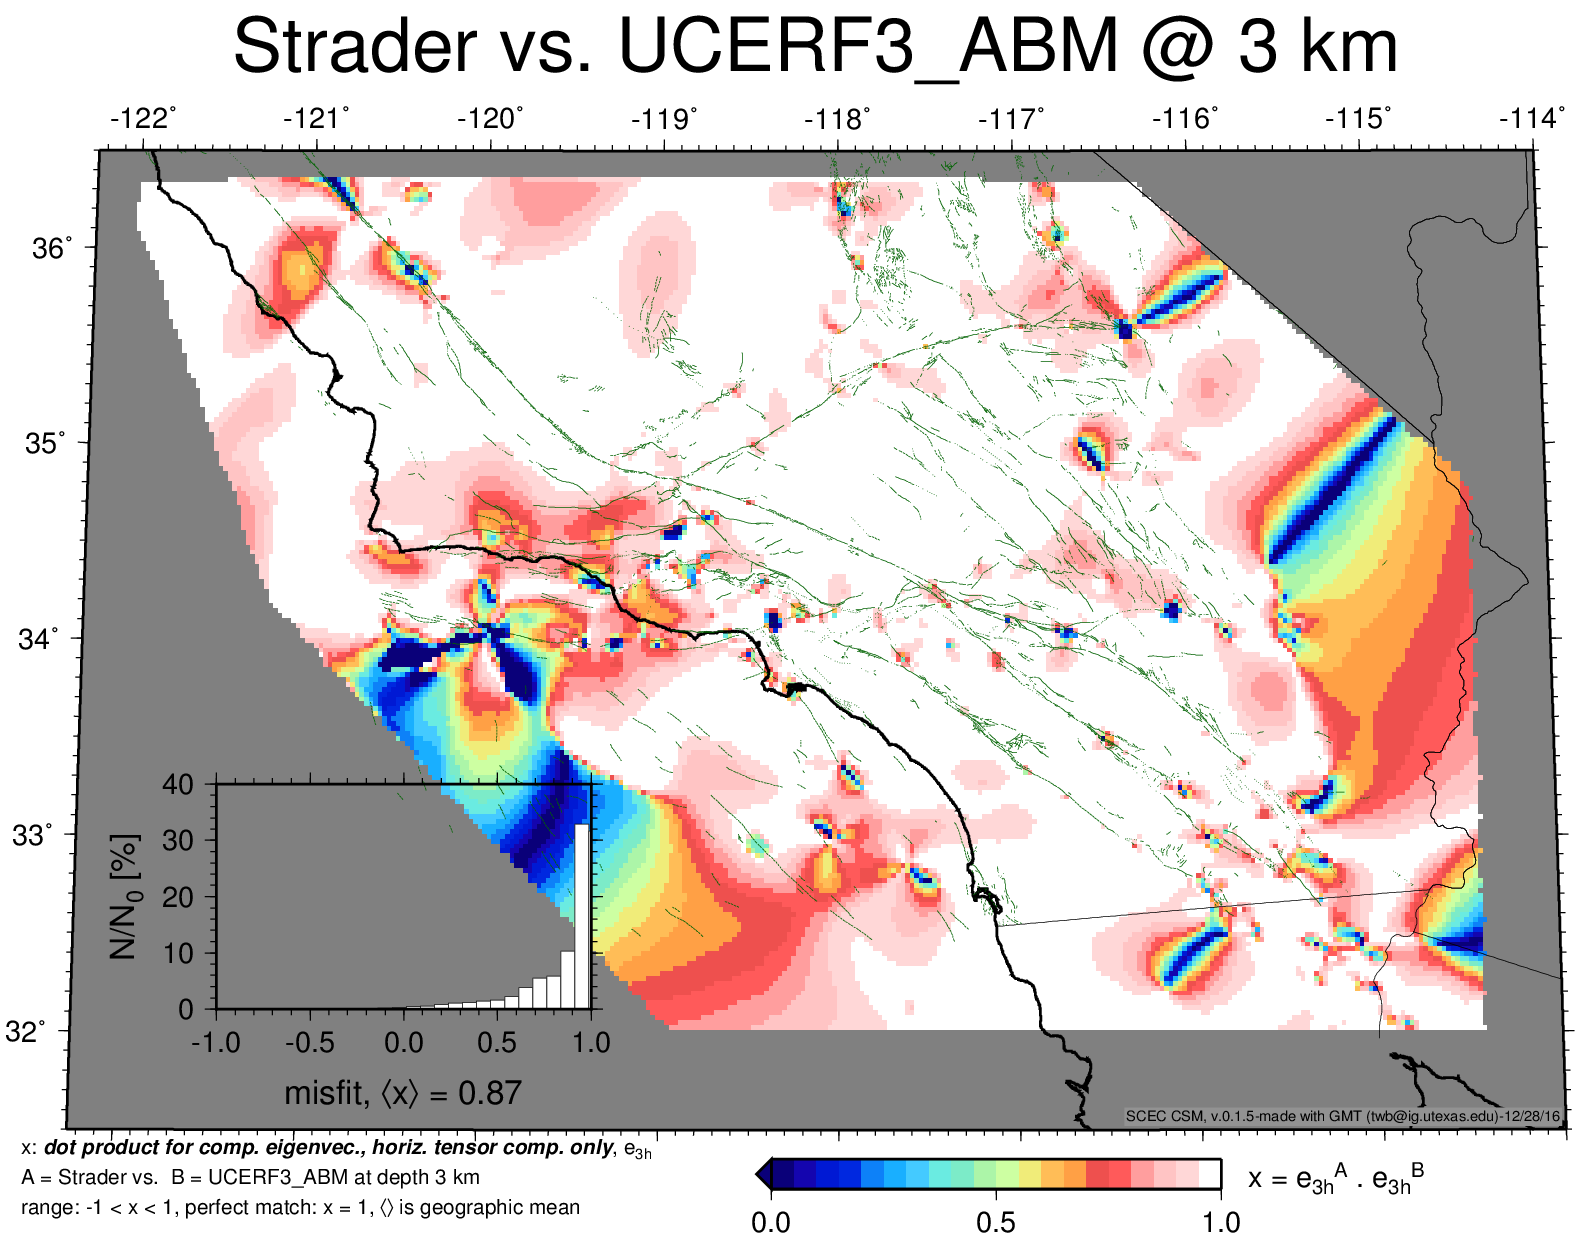 Strader vs. UCERF3_ABM @ 3 km
-122° -121° -120° -119° -118° -117° -116° -115° -114°
36°
35°
34°
33°
32°
40
30
20
10
0
N/N0 [%]
-1.0 -0.5 0.0 0.5 1.0
misfit, ⟨x⟩ = 0.87
SCEC CSM, v.0.1.5-made with GMT (twb@ig.utexas.edu)-12/28/16
x: dot product for comp. eigenvec., horiz. tensor comp. only, e3h
A = Strader vs. B = UCERF3_ABM at depth 3 km
range: -1 < x < 1, perfect match: x = 1, ⟨⟩ is geographic mean
x = e3hA . e3hB
0.0 0.5 1.0